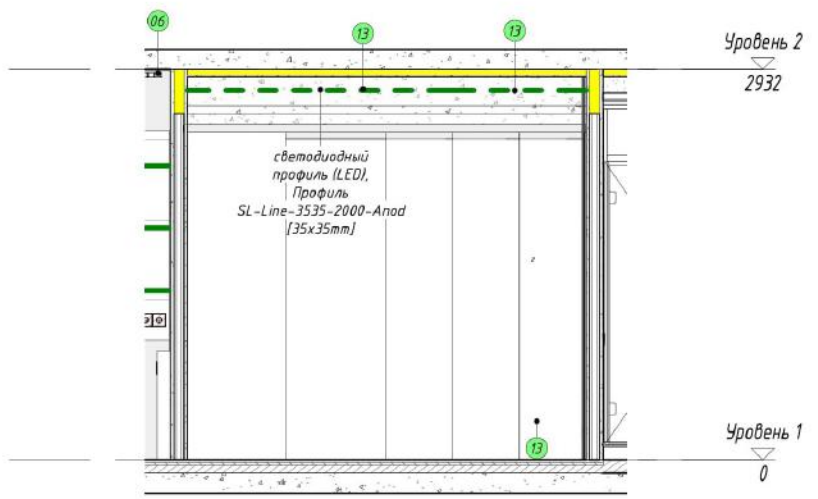 06
13
13
Уровень 2
2932
светодиодный
профиль (LED),
Профиль
SL-Line-3535-2000-Anod
[35x35mm]
г
13
Уровень 1
0